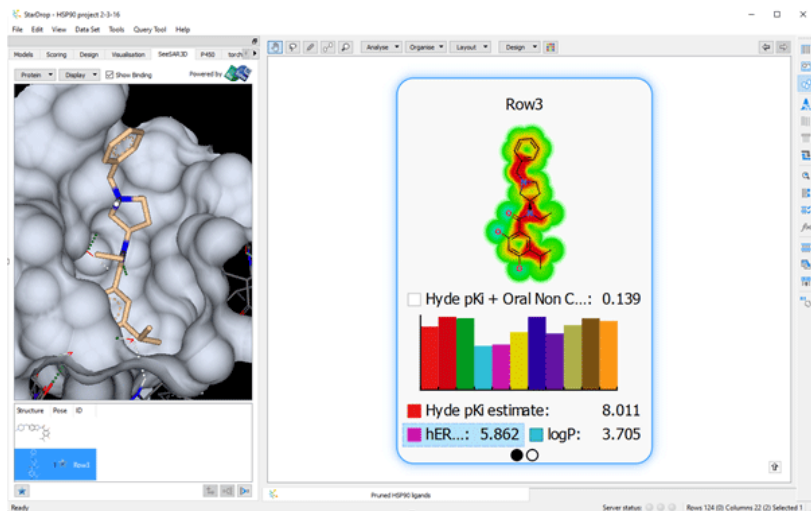 StarDrop - HSP90 project 2-3-16
File Edit View Data Set Tools Query Tool Help
Models Scoring Design Visualisation SeeSAR3D P450 torch
Protein Display Show Binding Powered by
Analyse Organise Layout Design
Row3
Hyde pKi + Oral Non C...: 0.139
Hyde pKi estimate: 8.011
hER...: 5.862 logP: 3.705
Structure Pose ID
1 Row3
Pruned HSP90 ligands
Ready
Server status: Rows 124 (0) Columns 22 (2) Selected 1